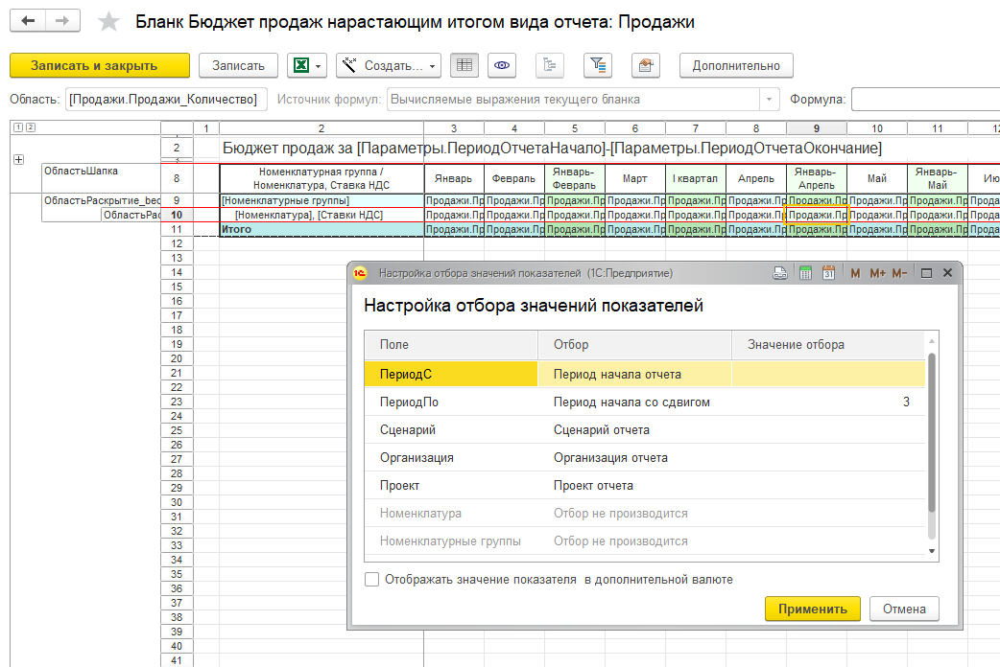 Бланк Бюджет продаж нарастающим итогом вида отчета: Продажи
Записать и закрыть Записать Создать... Дополнительно
Область: [Продажи.Продажи_Количество] Источник формул: Вычисляемые выражения текущего бланка Формула:
1 2 1 2 3 4 5 6 7 8 9 10 11 12
2 Бюджет продаж за [Параметры.ПериодОтчетаНачало]-[Параметры.ПериодОтчетаОкончание]
ОбластьШапка 8 Номенклатурная группа / Номенклатура, Ставки НДС Январь Февраль Январь-Февраль Март I квартал Апрель Январь-Апрель Май Январь-Май Ию
ОбластьРаскрытие_вес 9 [Номенклатурные группы] Продажи.Пр Продажи.Пр Продажи.Пр Продажи.Пр Продажи.Пр Продажи.Пр Продажи.Пр Продажи.Пр Продажи.Пр Прода
ОбластьРас 10 [Номенклатура], [Ставки НДС] Продажи.Пр Продажи.Пр Продажи.Пр Продажи.Пр Продажи.Пр Продажи.Пр Продажи.Пр Продажи.Пр Продажи.Пр Прода
11 Итого Продажи.Пр Продажи.Пр Продажи.Пр Продажи.Пр Продажи.Пр Продажи.Пр Продажи.Пр Продажи.Пр Продажи.Пр Прода
12
13
14
15
16
17
18
19
20
21
22
23
24
25
26
27
28
29
30
31
32
33
34
35
36
37
38
39
40
41
Настройка отбора значений показателей (1С:Предприятие) 31 M M+ M-
Настройка отбора значений показателей
Поле Отбор Значение отбора
ПериодС Период начала отчета
ПериодПо Период начала со сдвигом 3
Сценарий Сценарий отчета
Организация Организация отчета
Проект Проект отчета
Номенклатура Отбор не производится
Номенклатурные группы Отбор не производится
Отображать значение показателя в дополнительной валюте
Применить Отмена